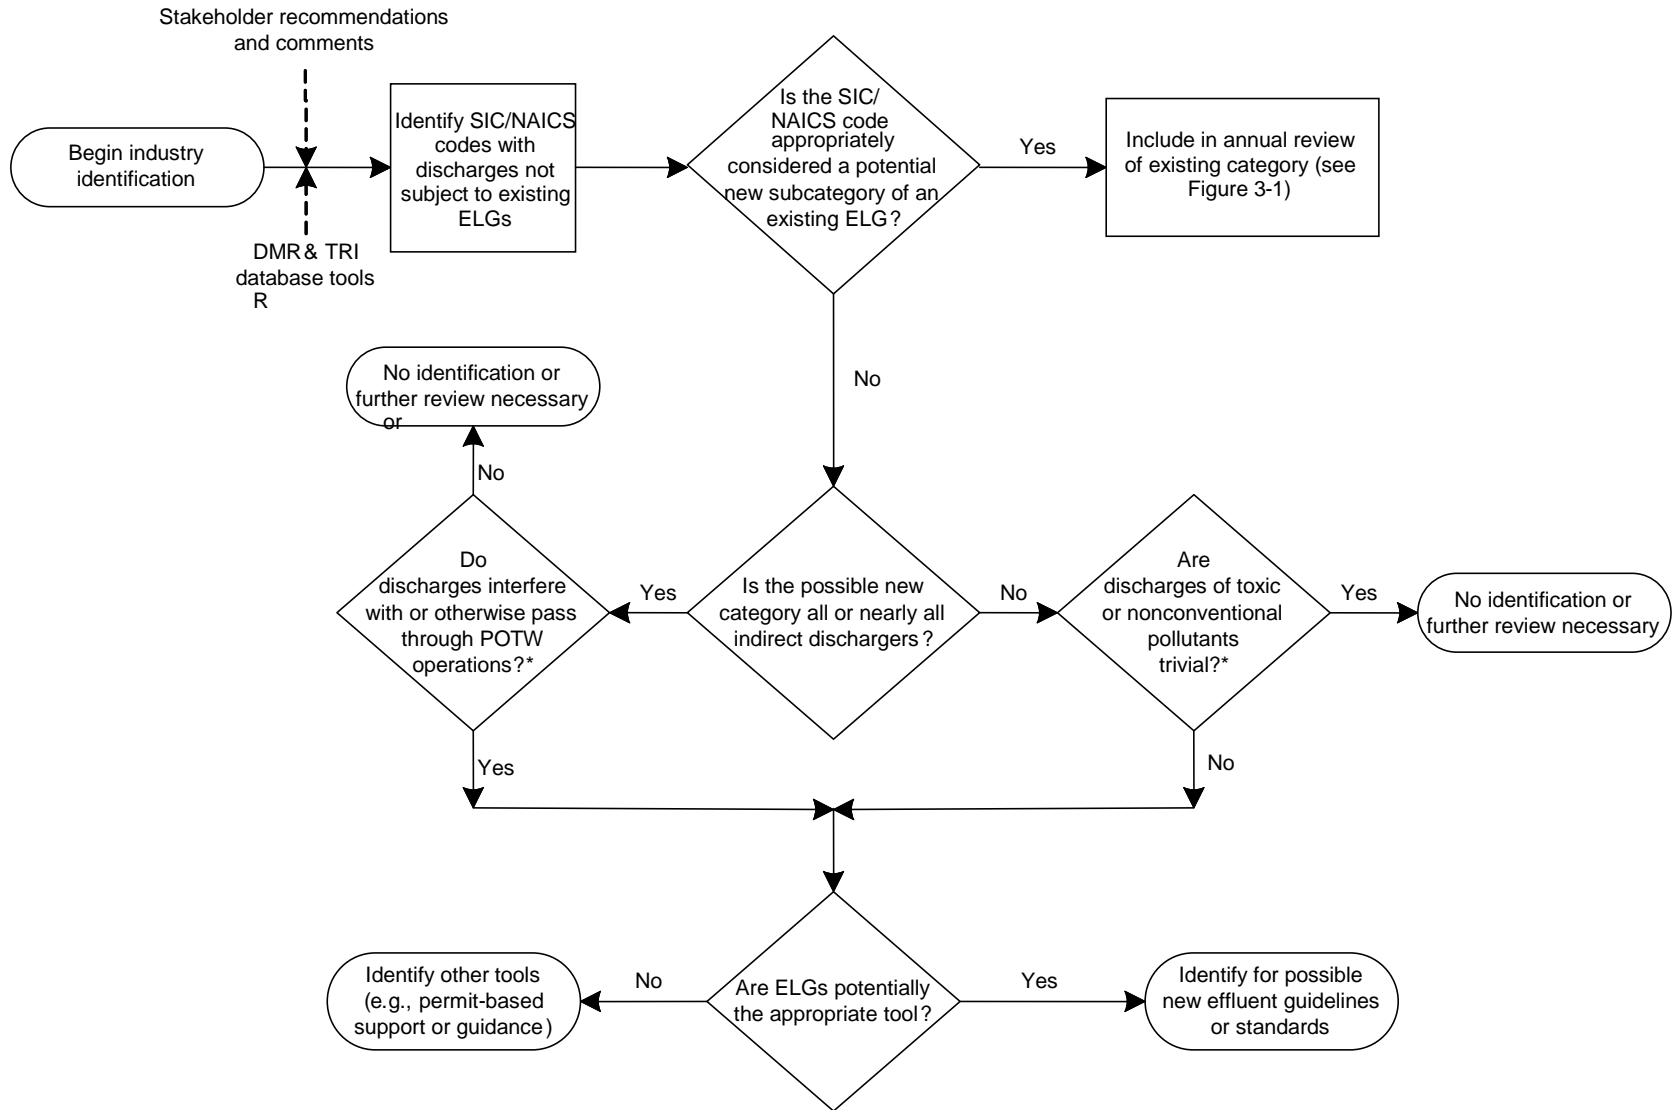 Stakeholder recommendations
and comments
Begin industry
identification
DMR & TRI
database tools
R
Identify SIC/NAICS
codes with
discharges not
subject to existing
ELGs
Is the SIC/
NAICS code
appropriately
considered a potential
new subcategory of an
existing ELG?
Yes
Include in annual review
of existing category (see
Figure 3-1)
No
No identification or
further review necessary
or
No
Do
discharges interfere
with or otherwise pass
through POTW
operations?*
Yes
Is the possible new
category all or nearly all
indirect dischargers?
No
Are
discharges of toxic
or nonconventional
pollutants
trivial?*
Yes
No identification or
further review necessary
Yes
No
Identify other tools
(e.g., permit-based
support or guidance)
No
Are ELGs potentially
the appropriate tool?
Yes
Identify for possible
new effluent guidelines
or standards